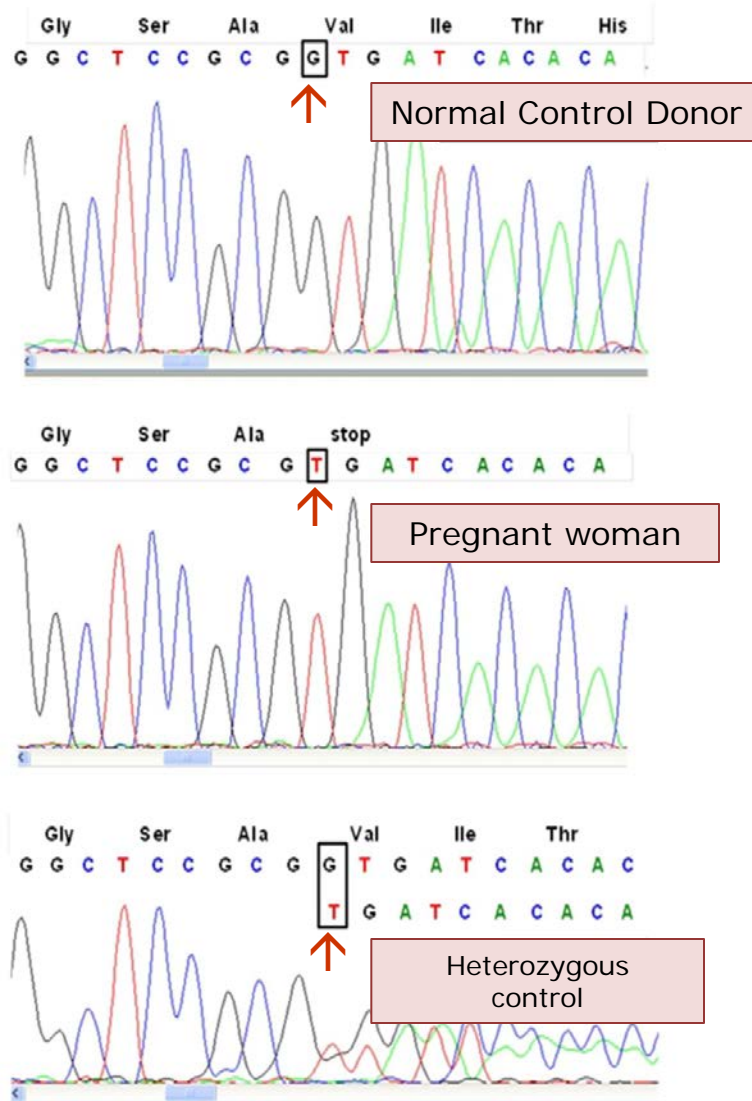 Gly Ser Ala Val Ile Thr His
G G C T C C G C G G T G A T C A C A C A
Normal Control Donor
Gly Ser Ala stop
G G C T C C G C G T G A T C A C A C A
Pregnant woman
Gly Ser Ala Val Ile Thr
G G C T C C G C G G T G A T C A C A C
T G A T C A C A C A
Heterozygous
control